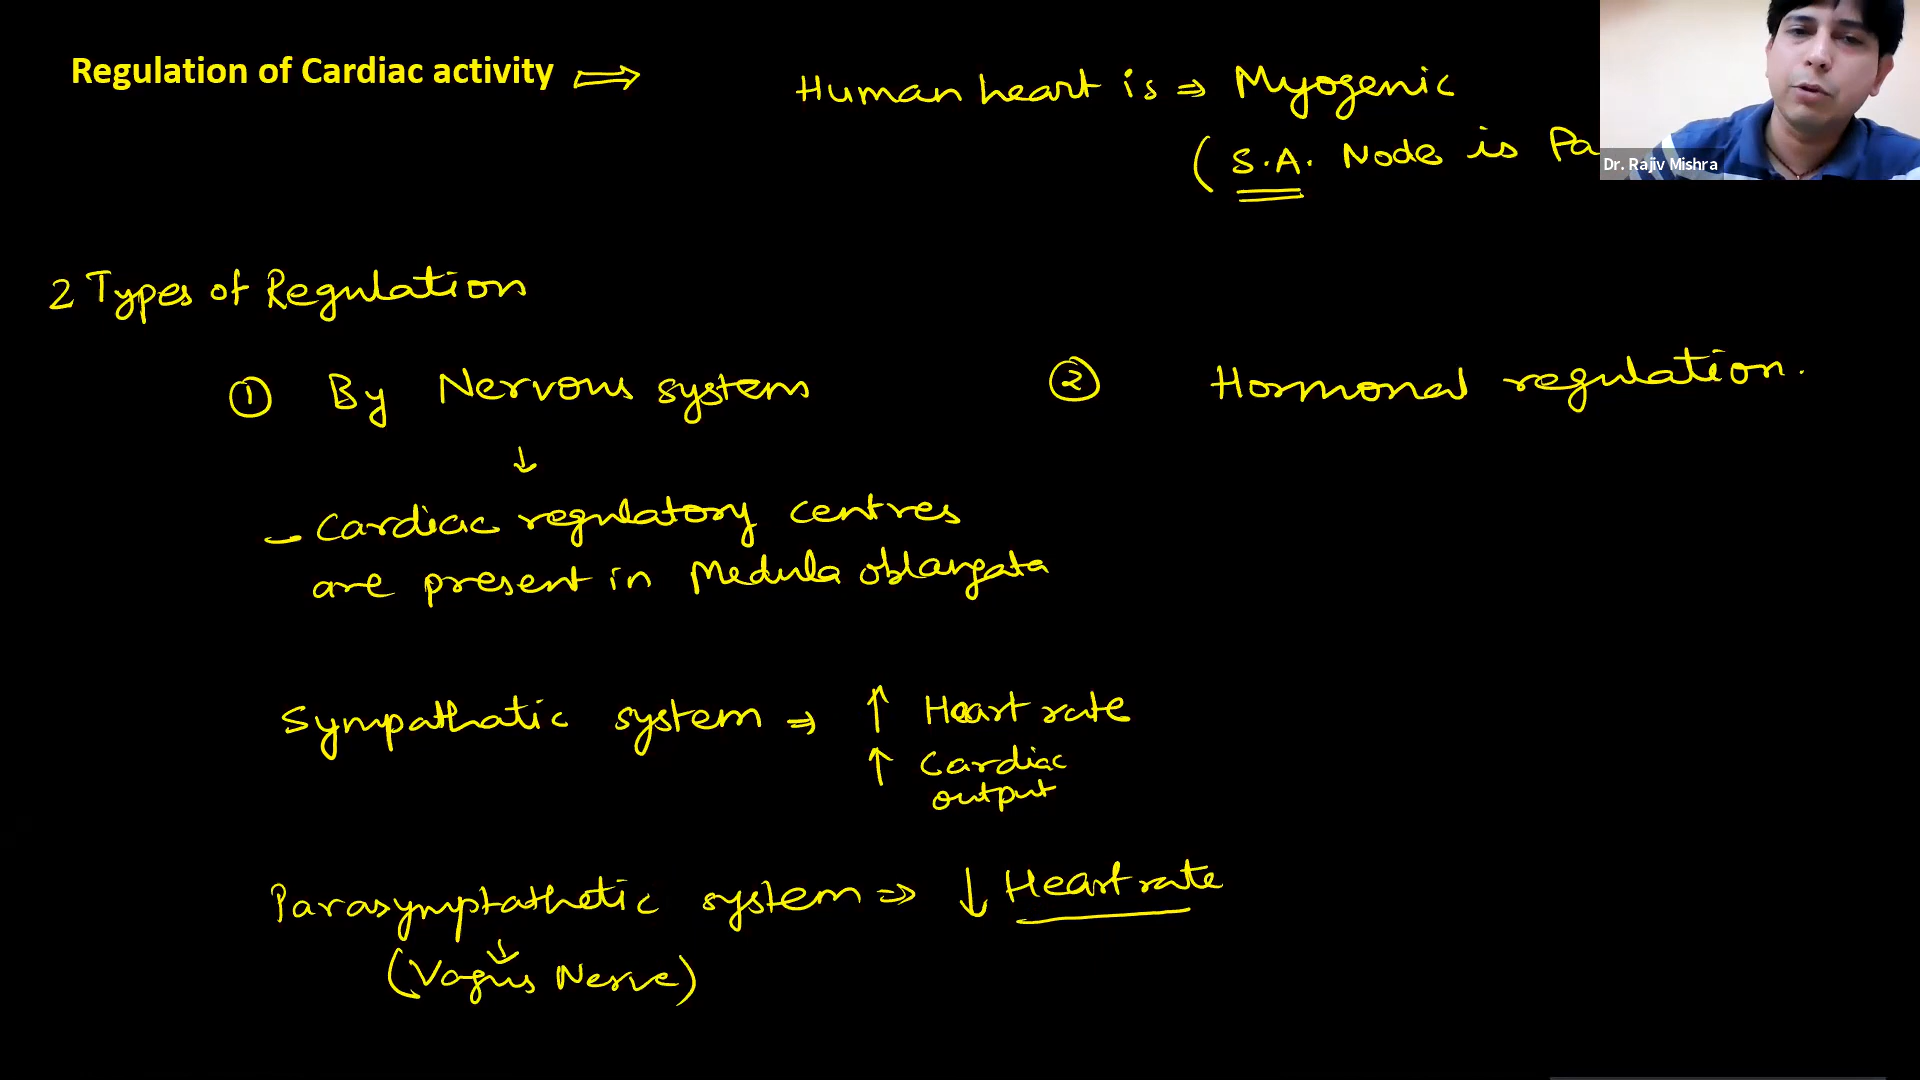 Regulation of Cardiac activity ⇒
Human heart is ⇒ Myogenic
(S.A. Node is Pa
Dr. Rajiv Mishra
2 Types of Regulation
① By Nervous system
② Hormonal regulation.
↓
- Cardiac regulatory centres
are present in Medula oblangata
Sympathatic system ⇒ ↑ Heart rate
↑ Cardiac
output
Parasymptathetic system ⇒ ↓ Heart rate
↓
(Vagus Nerve)